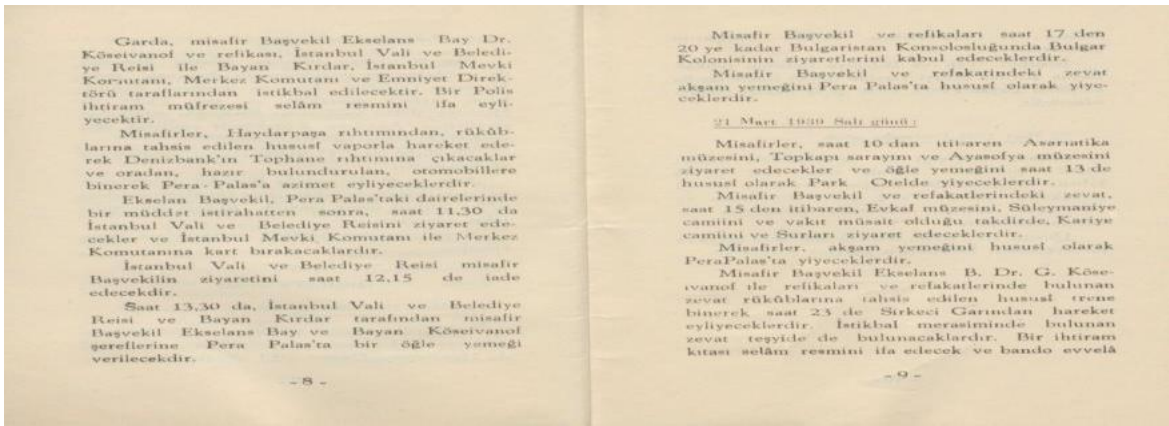 Garda, misafir Başvekil Ekselans Bay Dr.
Köseivanof ve refikası, İstanbul Vali ve Beledi-
ye Reisi ile Bayan Kırdar, İstanbul Mevki
Komutanı, Merkez Komutanı ve Emniyet Direk-
törü taraflarından istikbal edilecektir. Bir Polis
ihtiram müfrezesi selâm resmini ifa eyli-
yecektir.
Misafirler, Haydarpaşa rıhtımından, rükûb-
larına tahsis edilen hususî vaporla hareket ede-
rek Denizbank'ın Tophane rıhtımına çıkacaklar
ve oradan, hazır bulundurulan, otomobillere
binerek Pera-Palas'a azimet eyliyeceklerdir.
Ekselan Başvekil, Pera Palas'taki dairelerinde
bir müddet istirahatten sonra, saat 11,30 da
İstanbul Vali ve Belediye Reisini ziyaret ede-
cekler ve İstanbul Mevki Komutanı ile Merkez
Komutanına kart bırakacaklardır.
İstanbul Vali ve Belediye Reisi misafir
Başvekilin ziyaretini saat 12,15 de iade
edecekdir.
Saat 13,30 da, İstanbul Vali ve Belediye
Reisi ve Bayan Kırdar tarafından misafir
Başvekil Ekselans Bay ve Bayan Köseivanof
şereflerine Pera Palas'ta bir öğle yemeği
verilecekdir.
- 8 -
Misafir Başvekil ve refikaları saat 17 den
20 ye kadar Bulgaristan Konsolosluğunda Bulgar
Kolonisinin ziyaretlerini kabul edeceklerdir.
Misafir Başvekil ve refakatindeki zevat
akşam yemeğini Pera Palas'ta hususî olarak yiye-
ceklerdir.
21 Mart 1939 Salı günü :
Misafirler, saat 10 dan itibaren Asarıatika
müzesini, Topkapı sarayını ve Ayasofya müzesini
ziyaret edecekler ve öğle yemeğini saat 13 de
hususî olarak Park Otelde yiyeceklerdir.
Misafir Başvekil ve refakatlerindeki zevat,
saat 15 den itibaren, Evkaf müzesini, Süleymaniye
camiini ve vakıt müsait olduğu takdirde, Kariye
camiini ve Surları ziyaret edeceklerdir.
Misafirler, akşam yemeğini hususî olarak
PeraPalas'ta yiyeceklerdir.
Misafir Başvekil Ekselans B. Dr. G. Köse-
ivanof ile refikaları ve refakatlerinde bulunan
zevat rükûblarına tahsis edilen hususî trene
binerek saat 23 de Sirkeci Garından hareket
eyliyeceklerdir. İstikbal merasiminde bulunan
zevat teşyide de bulunacaklardır. Bir ihtiram
kıtası selâm resmini ifa edecek ve bando evvelâ
- 9 -